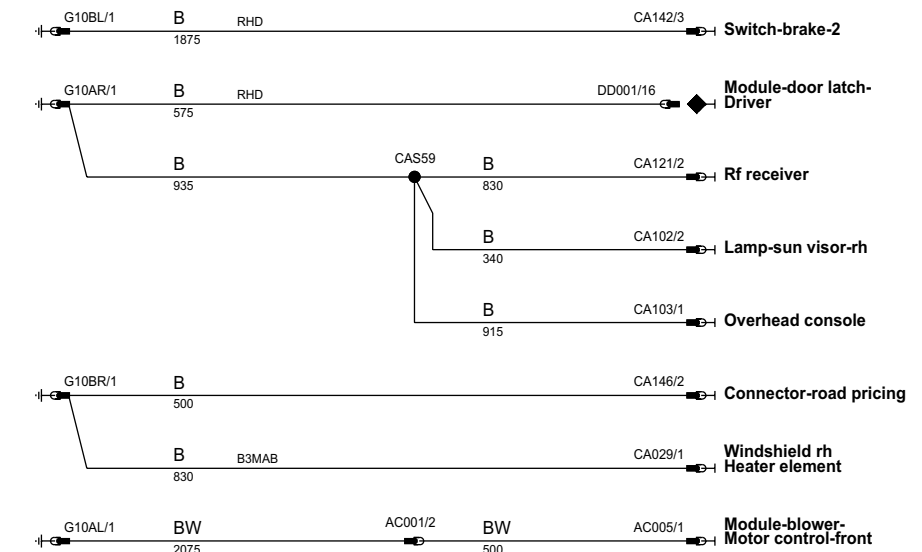 G10BL/1 B RHD CA142/3 Switch-brake-2
1875
G10AR/1 B RHD DD001/16 Module-door latch-
Driver
575
B CAS59 B CA121/2 Rf receiver
935 830
B CA102/2 Lamp-sun visor-rh
340
B CA103/1 Overhead console
915
G10BR/1 B CA146/2 Connector-road pricing
500
B B3MAB CA029/1 Windshield rh
Heater element
830
G10AL/1 BW AC001/2 BW AC005/1 Module-blower-
Motor control-front
2075 500